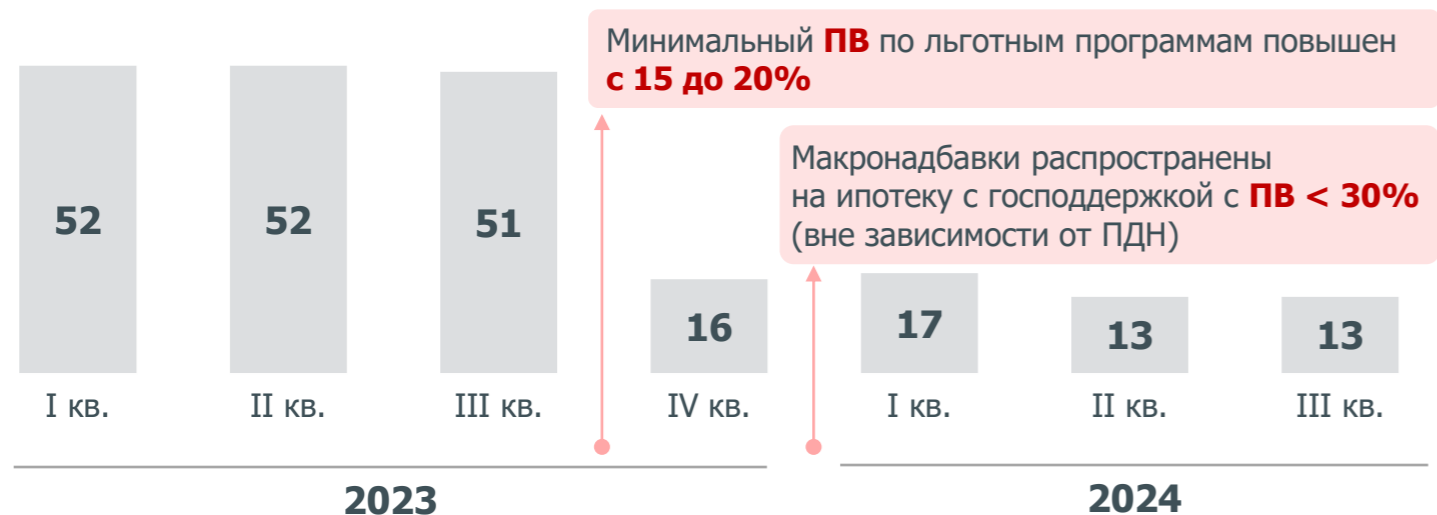 Минимальный ПВ по льготным программам повышен
с 15 до 20%
Макронадбавки распространены
на ипотеку с господдержкой с ПВ < 30%
(вне зависимости от ПДН)
52
52
51
16
17
13
13
I кв.
II кв.
III кв.
IV кв.
I кв.
II кв.
III кв.
2023
2024